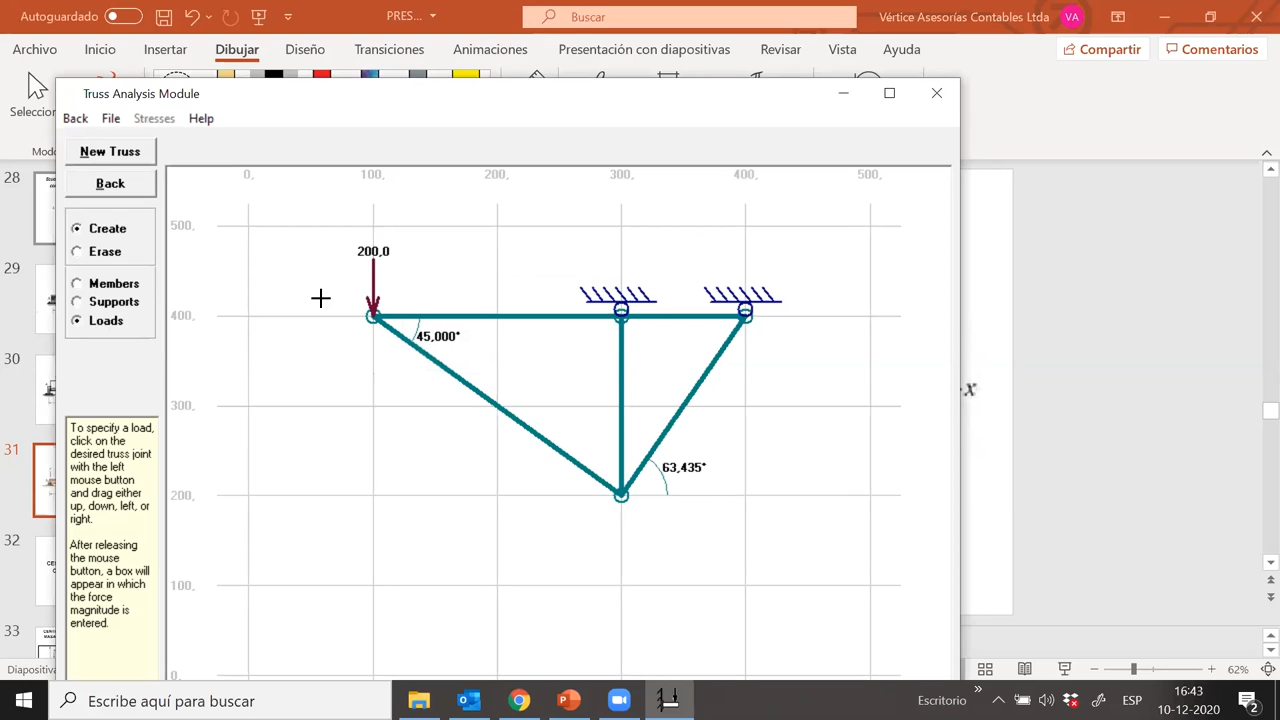 Autoguardado
PRES...
Buscar
Vértice Asesorías Contables Ltda
VA
Archivo
Inicio
Insertar
Dibujar
Diseño
Transiciones
Animaciones
Presentación con diapositivas
Revisar
Vista
Ayuda
Compartir
Comentarios
Truss Analysis Module
Back
File
Stresses
Help
New Truss
Back
Create
Erase
Members
Supports
Loads
To specify a load,
click on the
desired truss joint
with the left
mouse button
and drag either
up, down, left, or
right.
After releasing
the mouse
button, a box will
appear in which
the force
magnitude is
entered.
0,
100,
200,
300,
400,
500,
500,
400,
300,
200,
100,
0
200,0
45,000°
63,435°
28
29
30
31
32
33
x
62%
Escribe aquí para buscar
Escritorio
»
ESP
16:43
10-12-2020
2